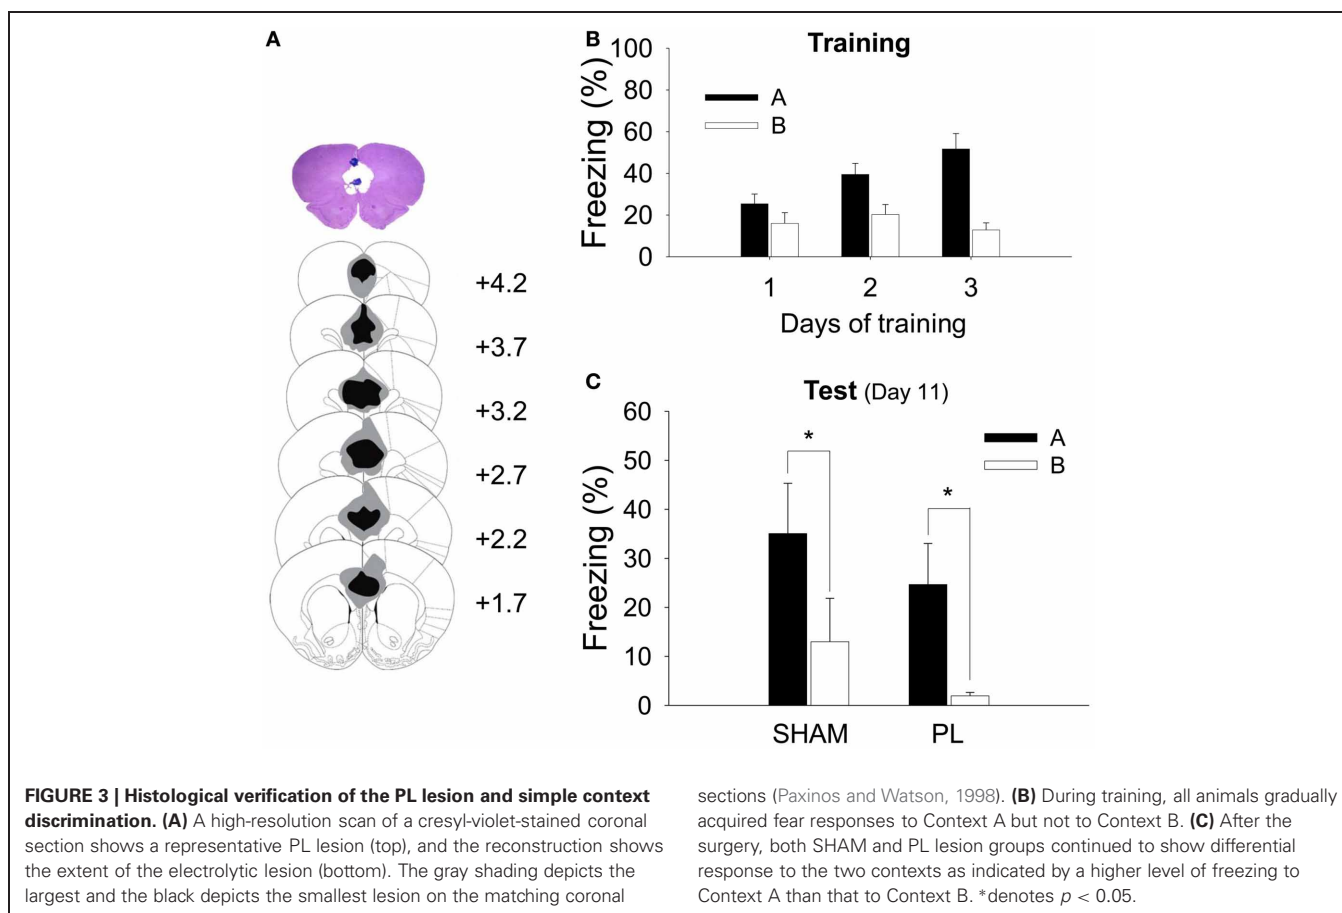 A
+4.2
+3.7
+3.2
+2.7
+2.2
+1.7
B
Training
Freezing (%)
100
80
60
40
20
0
A
B
1 2 3
Days of training
C
Test (Day 11)
Freezing (%)
60
50
40
30
20
10
0
* *
A
B
SHAM PL
FIGURE 3 | Histological verification of the PL lesion and simple context
discrimination. (A) A high-resolution scan of a cresyl-violet-stained coronal
section shows a representative PL lesion (top), and the reconstruction shows
the extent of the electrolytic lesion (bottom). The gray shading depicts the
largest and the black depicts the smallest lesion on the matching coronal
sections (Paxinos and Watson, 1998). (B) During training, all animals gradually
acquired fear responses to Context A but not to Context B. (C) After the
surgery, both SHAM and PL lesion groups continued to show differential
response to the two contexts as indicated by a higher level of freezing to
Context A than that to Context B. *denotes p < 0.05.